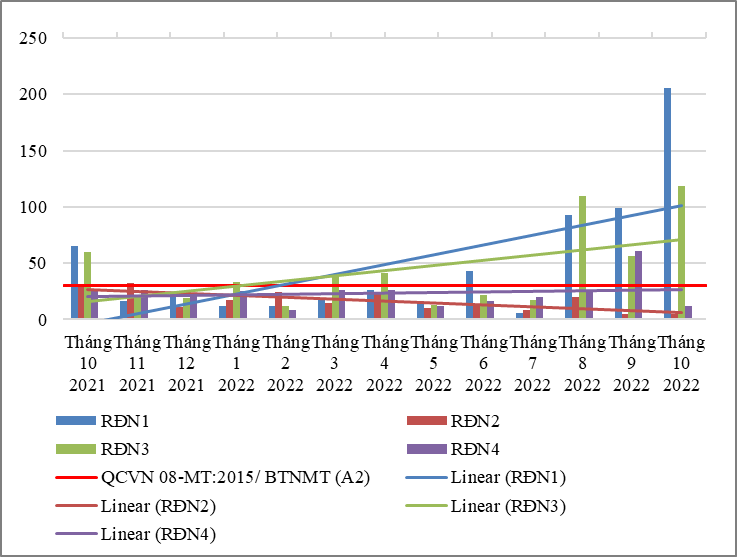 250
200
150
100
50
0
Tháng Tháng Tháng Tháng Tháng Tháng Tháng Tháng Tháng Tháng Tháng Tháng Tháng
10 11 12 1 2 3 4 5 6 7 8 9 10
2021 2021 2021 2022 2022 2022 2022 2022 2022 2022 2022 2022 2022
RĐN1 RĐN2
RĐN3 RĐN4
QCVN 08-MT:2015/ BTNMT (A2) Linear (RĐN1)
Linear (RĐN2) Linear (RĐN3)
Linear (RĐN4)